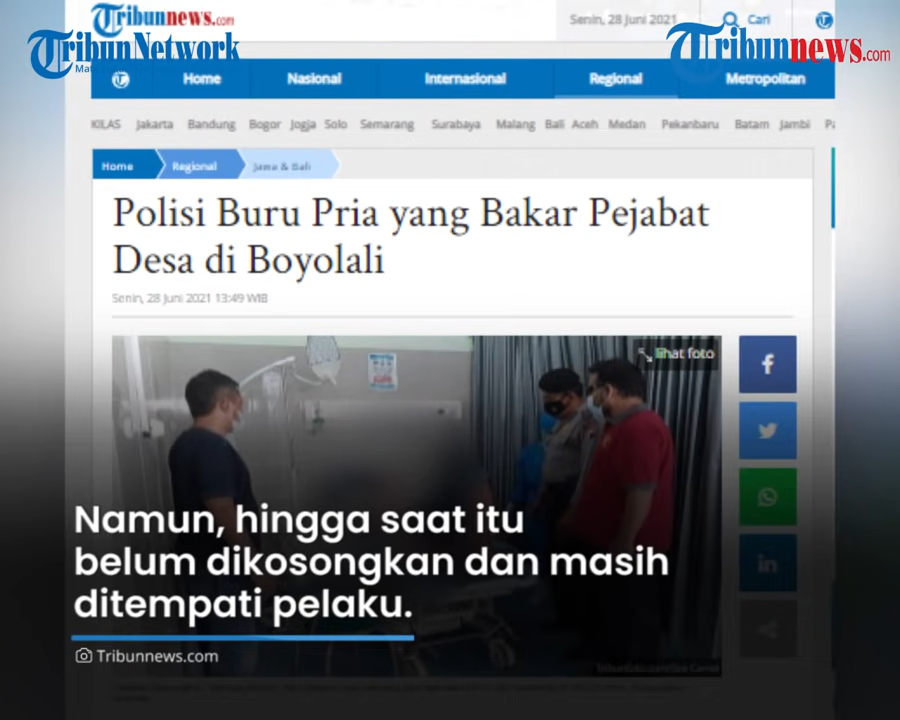 Tribunnews.com
Senin, 28 Juni 2021
Cari
Tribun Network
Tribunnews.com
Home Nasional Internasional Regional Metropolitan
KILAS Jakarta Bandung Bogor Jogja Solo Semarang Surabaya Malang Bali Aceh Medan Pekanbaru Batam Jambi
Home Regional Jawa & Bali
Polisi Buru Pria yang Bakar Pejabat
Desa di Boyolali
Senin, 28 Juni 2021 13:49 WIB
lihat foto
Namun, hingga saat itu
belum dikosongkan dan masih
ditempati pelaku.
Tribunnews.com